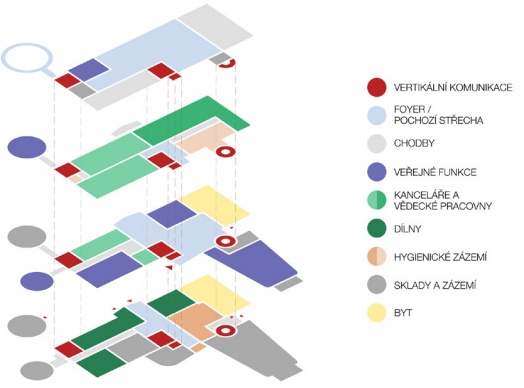 VERTIKÁLNÍ KOMUNIKACE
FOYER /
POCHOZÍ STŘECHA
CHODBY
VEŘEJNÉ FUNKCE
KANCELÁŘE A
VĚDECKÉ PRACOVNY
DÍLNY
HYGIENICKÉ ZÁZEMÍ
SKLADY A ZÁZEMÍ
BYT